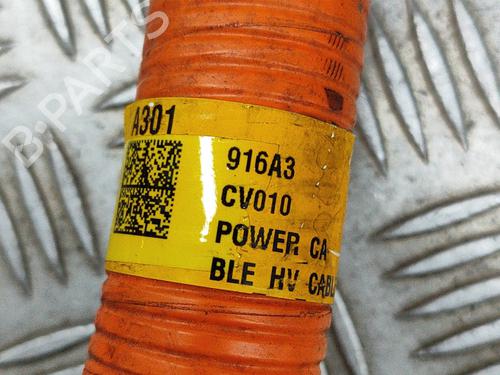 B-PARTS
A301
916A3
CV010
POWER CA
BLE HV CABL